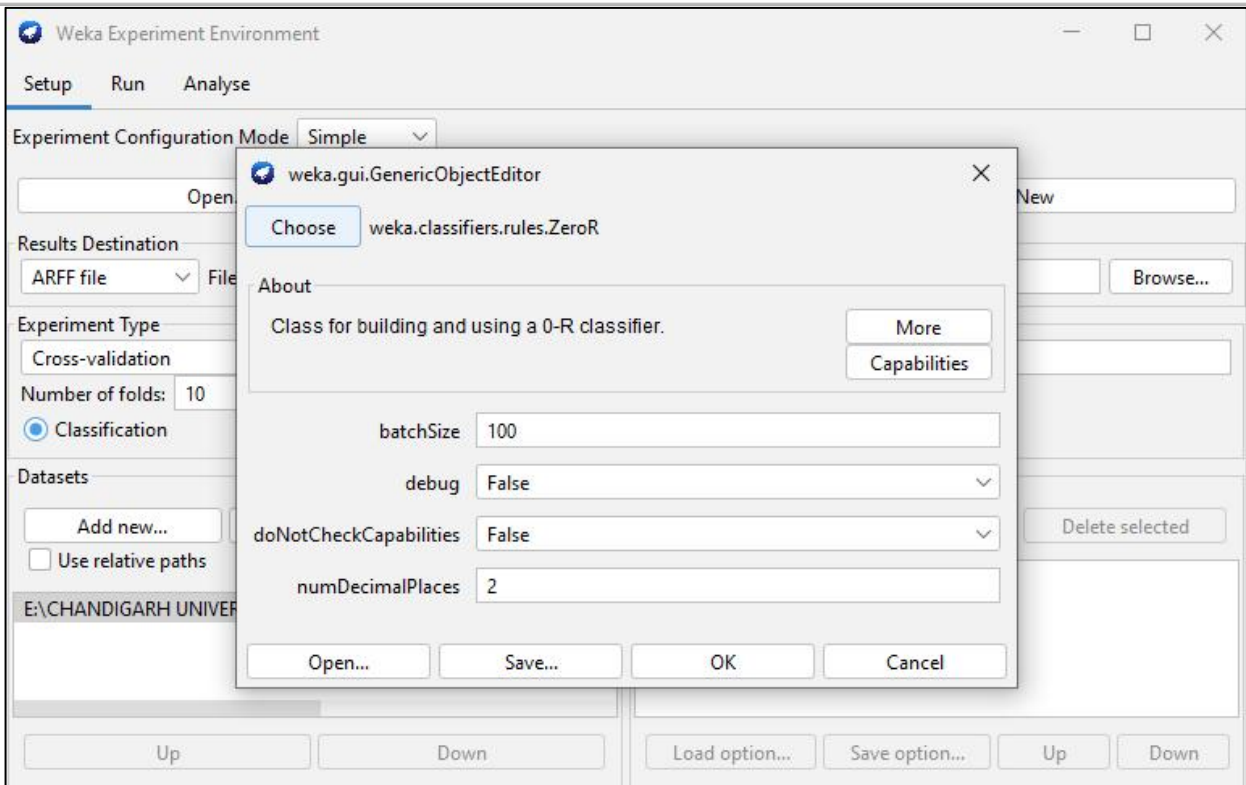 Weka Experiment Environment
Setup Run Analyse
Experiment Configuration Mode Simple
weka.gui.GenericObjectEditor
Open. New
Choose weka.classifiers.rules.ZeroR
Results Destination
ARFF file File Browse...
About
Class for building and using a 0-R classifier. More
Capabilities
Experiment Type
Cross-validation
Number of folds: 10
Classification
batchSize 100
debug False
Datasets
Add new... doNotCheckCapabilities False Delete selected
Use relative paths
numDecimalPlaces 2
E:\CHANDIGARH UNIVER
Open... Save... OK Cancel
Up Down Load option... Save option... Up Down